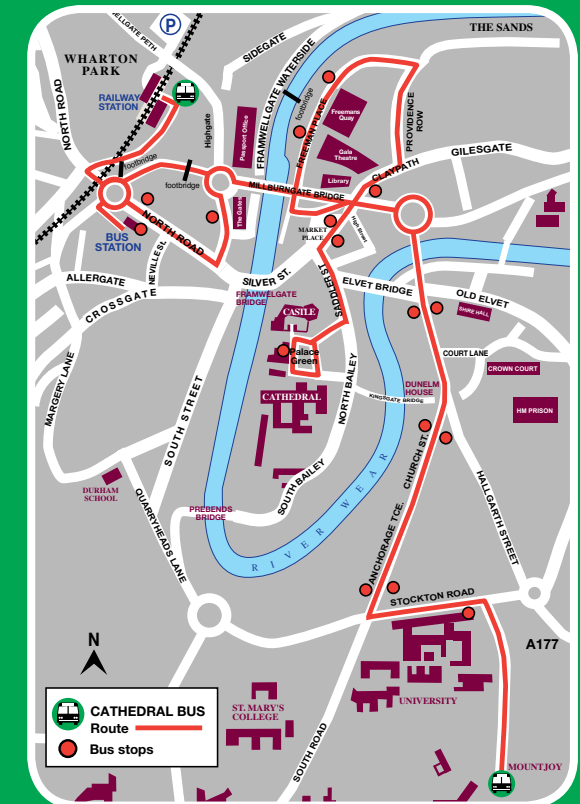 P
ELLGATE PETH
SIDEGATE
THE SANDS
WHARTON
PARK
RAILWAY
STATION
NORTH ROAD
Highgate
Passport Office
FRAMWELLGATE WATERSIDE
footbridge
FREEMAN PLACE
Freemans
Quay
Gala
Theatre
Library
PROVIDENCE
ROW
CLAYPATH
GILESGATE
footbridge
footbridge
MILLBURNGATE BRIDGE
The Gates
MARKET
PLACE
High Street
BUS
STATION
NORTH ROAD
NEVILLE ST.
ALLERGATE
CROSSGATE
SILVER ST.
FRAMWELGATE
BRIDGE
SADDLER ST
ELVET BRIDGE
OLD ELVET
SHIRE HALL
CASTLE
Palace
Green
CATHEDRAL
NORTH BAILEY
COURT LANE
CROWN COURT
DUNELM
HOUSE
KINGSGATE BRIDGE
HM PRISON
MARGERY LANE
SOUTH STREET
CHURCH ST.
HALLGARTH STREET
SOUTH BAILEY
DURHAM
SCHOOL
PREBENDS
BRIDGE
RIVER WEAR
QUARRYHEADS LANE
ANCHORAGE TCE.
STOCKTON ROAD
A177
N
UNIVERSITY
ST. MARY'S
COLLEGE
SOUTH ROAD
MOUNTJOY
CATHEDRAL BUS
Route
Bus stops